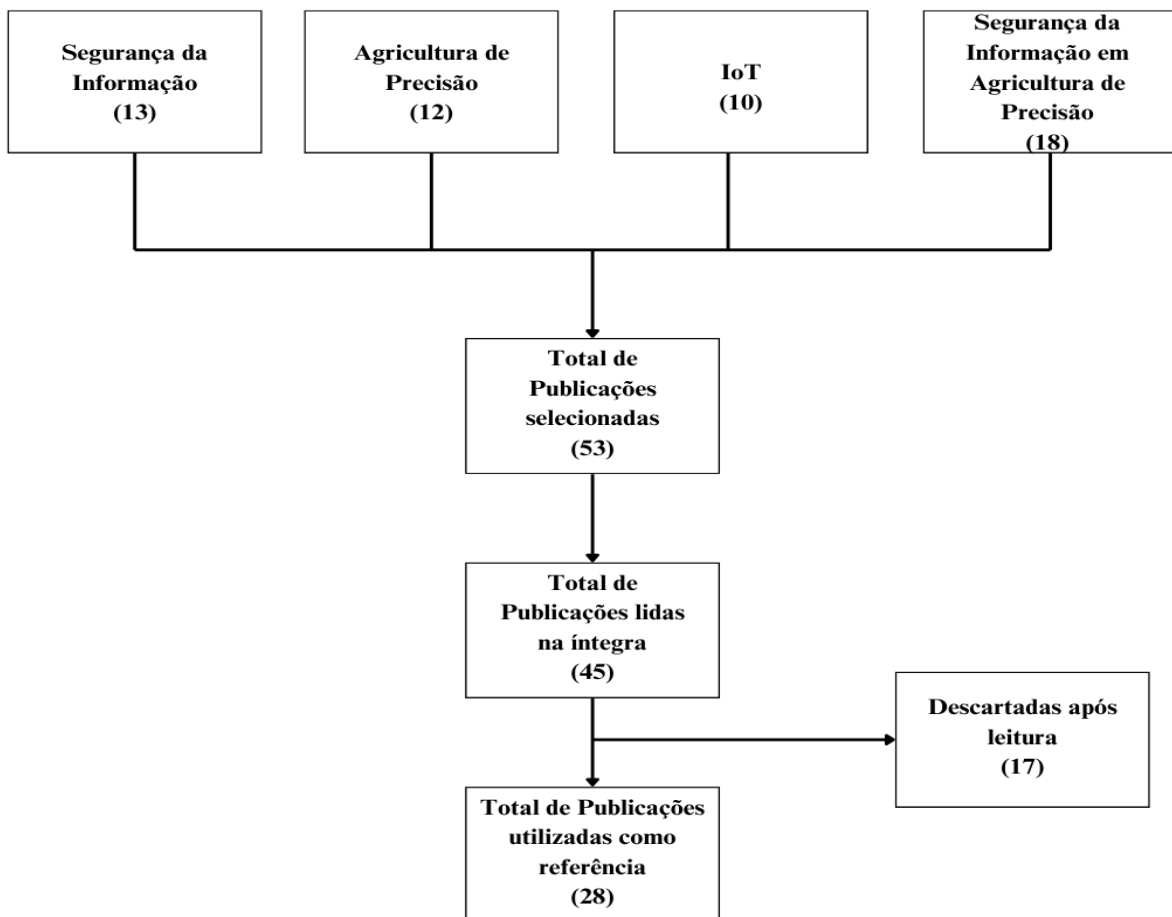 Segurança da
Informação
(13)
Agricultura de
Precisão
(12)
IoT
(10)
Segurança da
Informação em
Agricultura de
Precisão
(18)
Total de
Publicações
selecionadas
(53)
Total de
Publicações lidas
na íntegra
(45)
Descartadas após
leitura
(17)
Total de Publicações
utilizadas como
referência
(28)